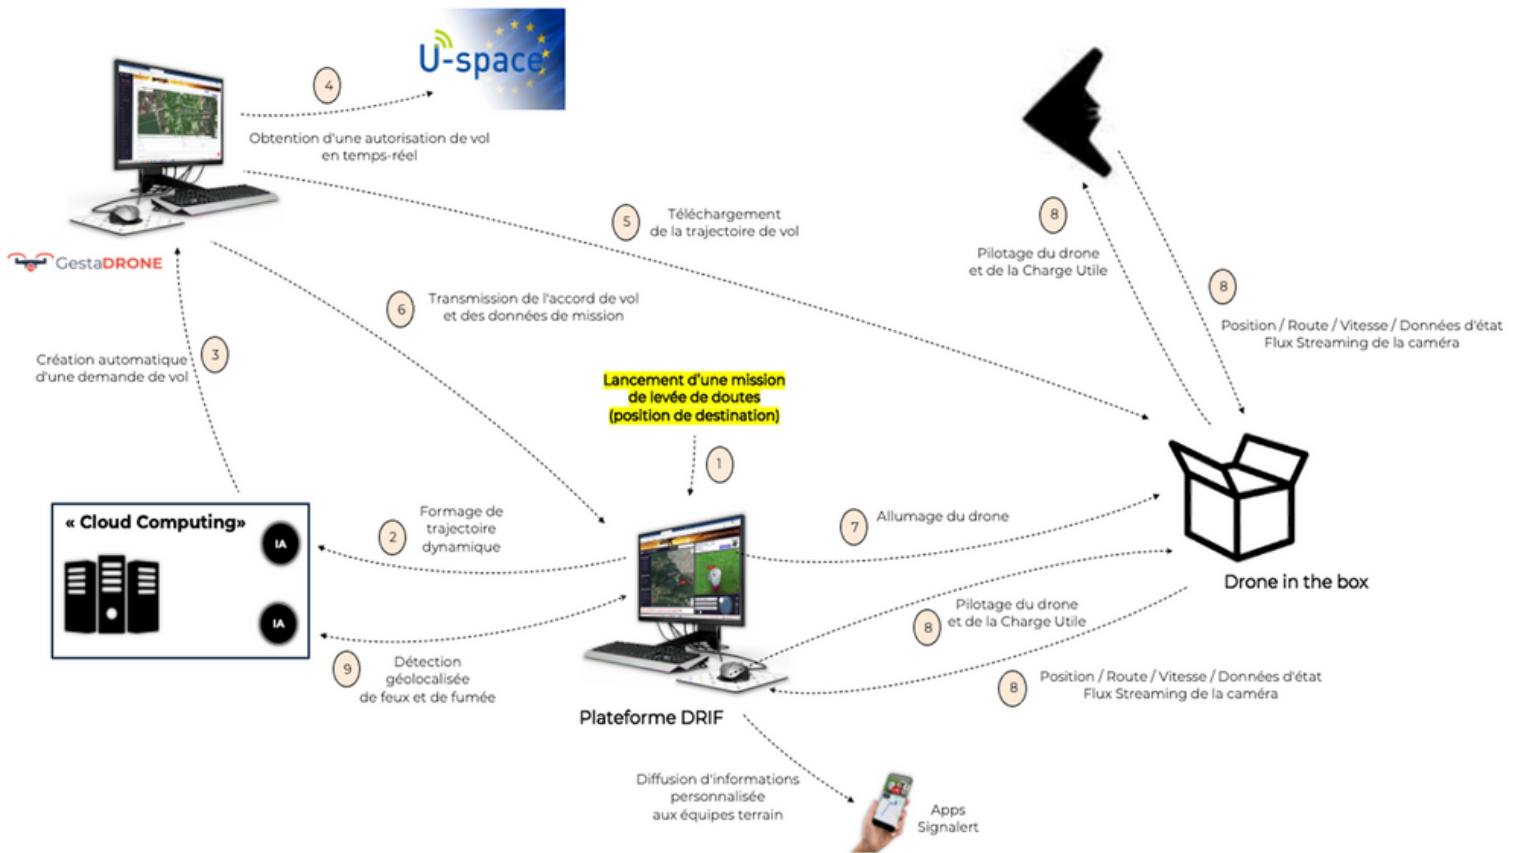 U-space
4
Obtention d'une autorisation de vol
en temps-réel
GestaDRONE
5
Téléchargement
de la trajectoire de vol
8
Pilotage du drone
et de la Charge Utile
8
Position / Route / Vitesse / Données d'état
Flux Streaming de la caméra
6
Transmission de l'accord de vol
et des données de mission
3
Création automatique
d'une demande de vol
Lancement d'une mission
de levée de doutes
(position de destination)
1
« Cloud Computing»
IA
IA
2
Formage de
trajectoire
dynamique
7
Allumage du drone
Drone in the box
8
Pilotage du drone
et de la Charge Utile
9
Détection
géolocalisée
de feux et de fumée
8
Position / Route / Vitesse / Données d'état
Flux Streaming de la caméra
Plateforme DRIF
Diffusion d'informations
personnalisée
aux équipes terrain
Apps
Signalert